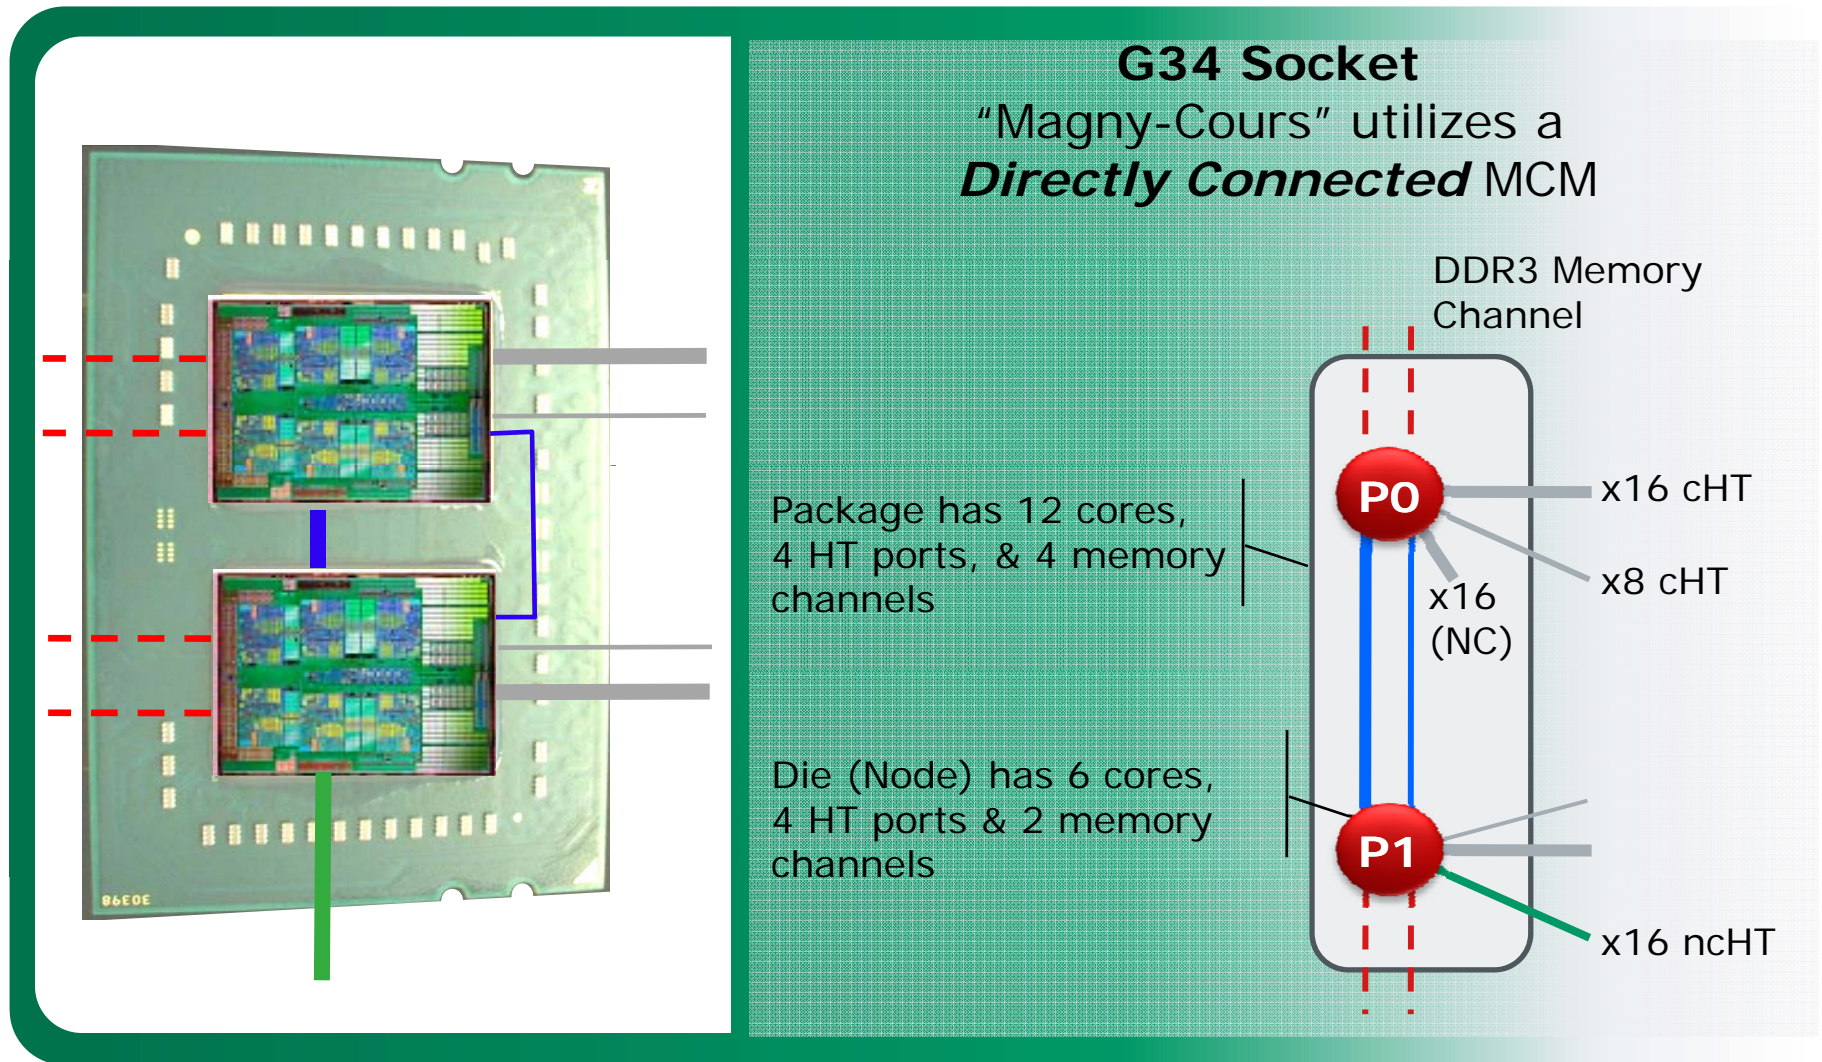 G34 Socket
“Magny-Cours” utilizes a
Directly Connected MCM
DDR3 Memory
Channel
P0
x16 cHT
Package has 12 cores,
4 HT ports, & 4 memory
channels
x8 cHT
x16
(NC)
Die (Node) has 6 cores,
4 HT ports & 2 memory
channels
P1
x16 ncHT
30398